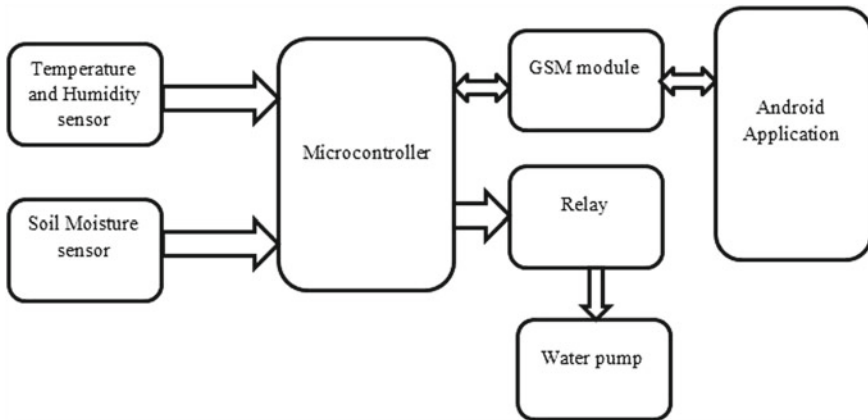 Temperature
and Humidity
sensor
Soil Moisture
sensor
Microcontroller
GSM module
Relay
Water pump
Android
Application